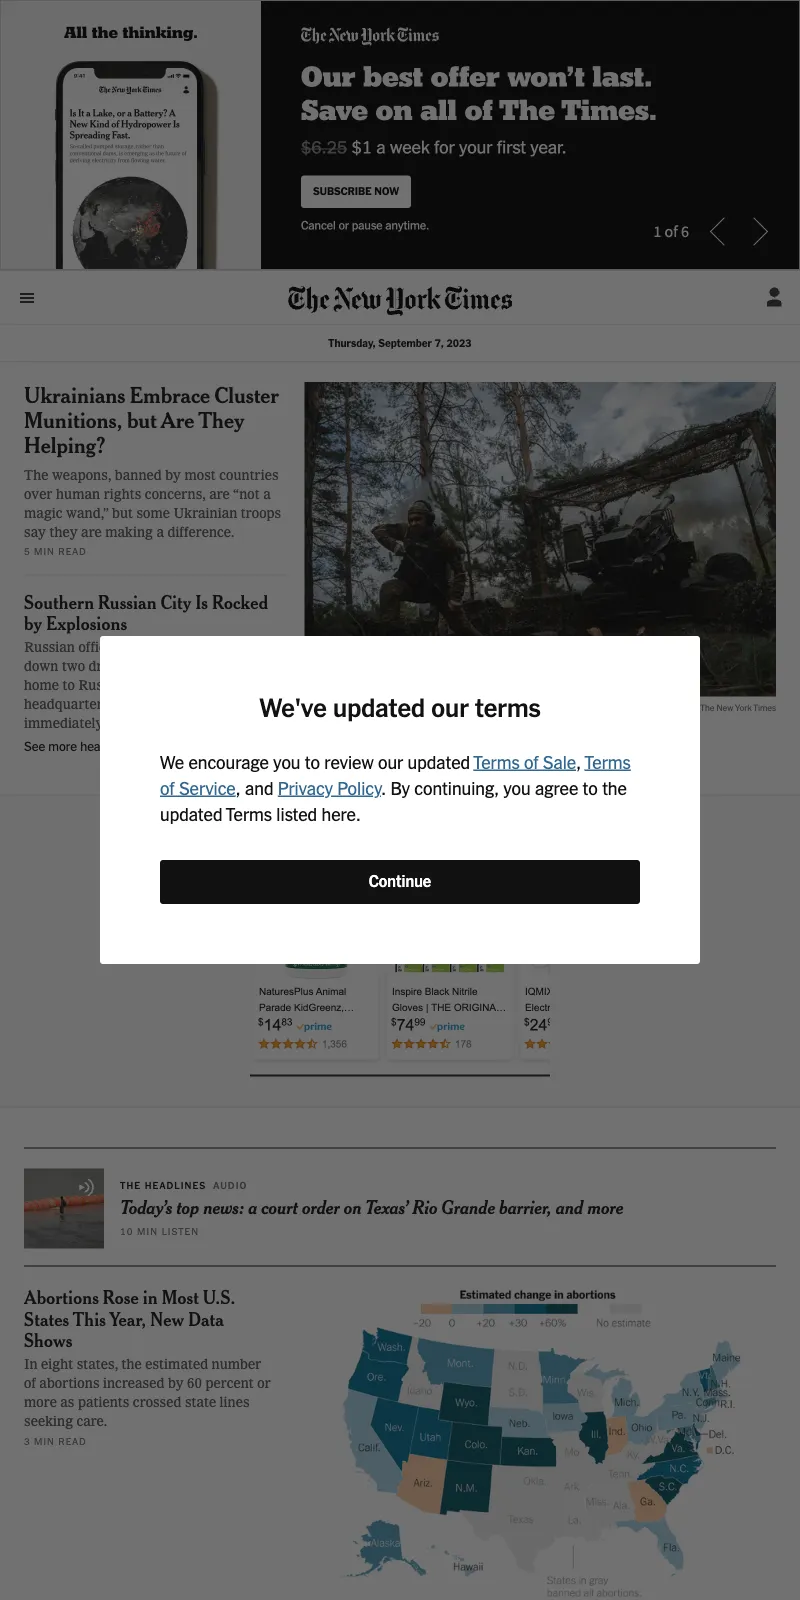 All the thinking.
9:41
The New York Times
Is It a Lake, or a Battery? A
New Kind of Hydropower Is
Spreading Fast.
The New York Times
Our best offer won't last.
Save on all of The Times.
$6.25 $1 a week for your first year.
SUBSCRIBE NOW
Cancel or pause anytime.
1 of 6
The New York Times
Thursday, September 7, 2023
Ukrainians Embrace Cluster
Munitions, but Are They
Helping?
The weapons, banned by most countries
over human rights concerns, are “not a
magic wand,” but some Ukrainian troops
say they are making a difference.
5 MIN READ
Southern Russian City Is Rocked
by Explosions
Russian offi
down two dr
home to Rus
headquarter
immediately
See more hea
The New York Times
We've updated our terms
We encourage you to review our updated Terms of Sale, Terms
of Service, and Privacy Policy. By continuing, you agree to the
updated Terms listed here.
Continue
NaturesPlus Animal
Parade KidGreenz,...
$14.83 prime
1,356
Inspire Black Nitrile
Gloves | THE ORIGINA...
$74.99 prime
178
IQMIX
Electr
$24.9
THE HEADLINES AUDIO
Today's top news: a court order on Texas' Rio Grande barrier, and more
10 MIN LISTEN
Abortions Rose in Most U.S.
States This Year, New Data
Shows
In eight states, the estimated number
of abortions increased by 60 percent or
more as patients crossed state lines
seeking care.
3 MIN READ
Estimated change in abortions
–20 0 +20 +30 +60% No estimate
Wash.
Mont.
N.D.
Minn.
Maine
Ore.
Idaho
S.D.
Wis.
Vt.
N.H.
Wyo.
Mich.
N.Y.
Mass.
Conn.
R.I.
Nev.
Neb.
Iowa
Pa.
N.J.
Calif.
Utah
Colo.
Kan.
Mo.
Ill.
Ind.
Ohio
W.Va.
Md.
Del.
Ky.
Va.
D.C.
Ariz.
N.M.
Okla.
Ark.
Tenn.
N.C.
S.C.
Texas
La.
Miss.
Ala.
Ga.
Alaska
Hawaii
Fla.
States in gray
banned all abortions.